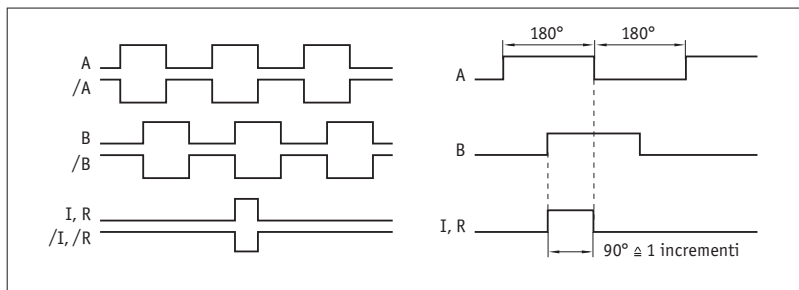 A
/A
B
/B
I, R
/I, /R
180° 180°
A
B
I, R
90° ≙ 1 incrementi